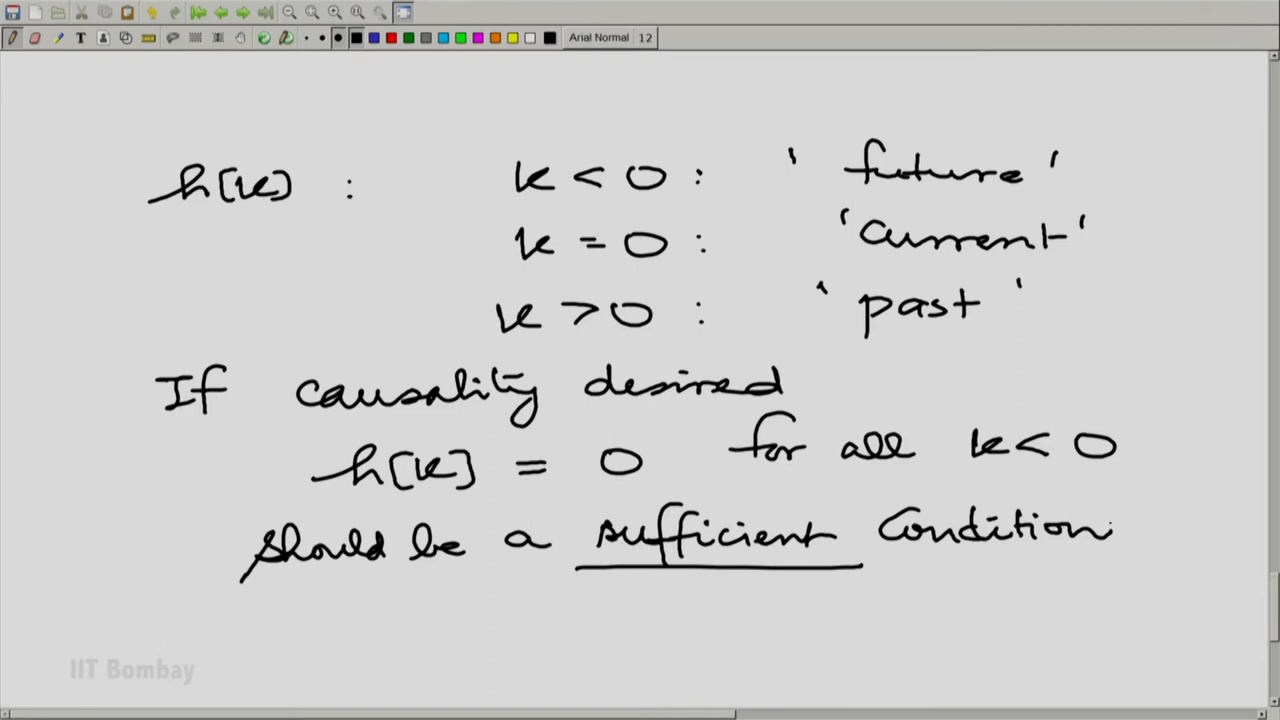 Arial Normal 12
h[k] : k < 0 : ' future '
k = 0 : ' current '
k > 0 : ' past '
If causality desired
h[k] = 0 for all k < 0
should be a sufficient condition.
IIT Bombay